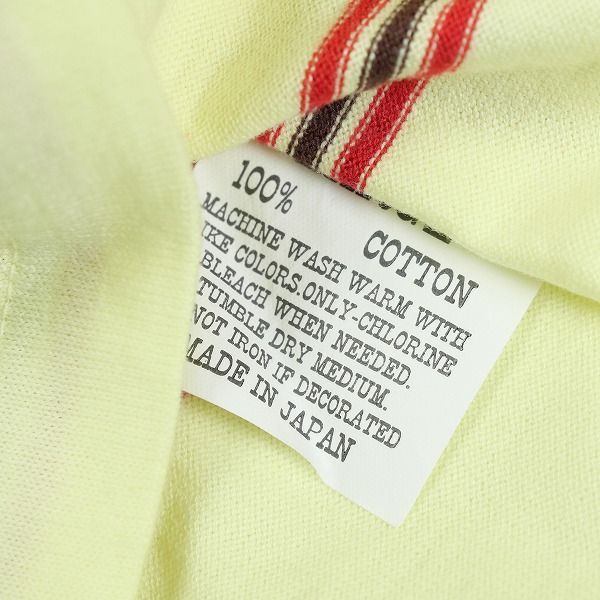 100% COTTON
MACHINE WASH WARM WITH
IKE COLORS.ONLY-CHLORINE
BLEACH WHEN NEEDED.
TUMBLE DRY MEDIUM.
NOT IRON IF DECORATED
MADE IN JAPAN